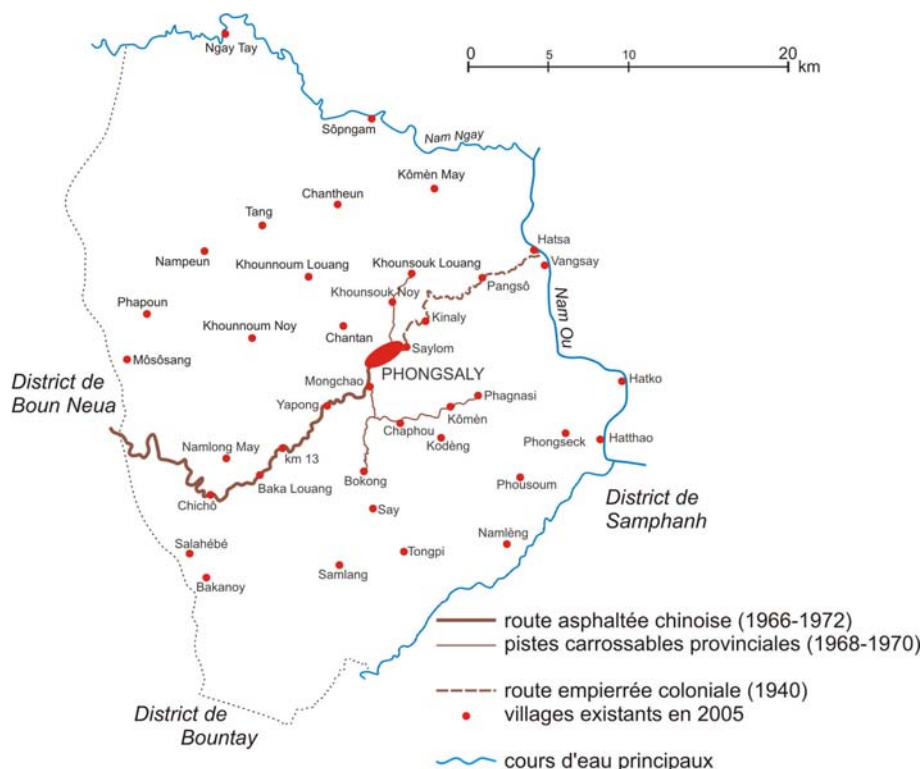 Ngay Tay
0 5 10 20
km
Sôpngam
Nam Ngay
Kômèn May
Chantheun
Tang
Hatsa
Nampeun
Vangsay
Khounnoum Louang
Khounsouk Louang
Pangsô
Khounsouk Noy
Nam Ou
Phapoun
Kinaly
Khounnoum Noy
Chantan
Saylom
Môsôsang
PHONGSALY
District de
Boun Neua
Mongchao
Hatko
Phagnasi
Yapong
Kômèn
Chaphou
Kodèng
Phongseck
Hatthao
Namlong May
km 13
Baka Louang
Bokong
Phousoum
Chichô
District de
Samphanh
Say
Namlèng
Salahébé
Tongpi
Samlang
Bakanoy
route asphaltée chinoise (1966-1972)
pistes carrossables provinciales (1968-1970)
route empierrée coloniale (1940)
villages existants en 2005
District de
Bountay
cours d'eau principaux